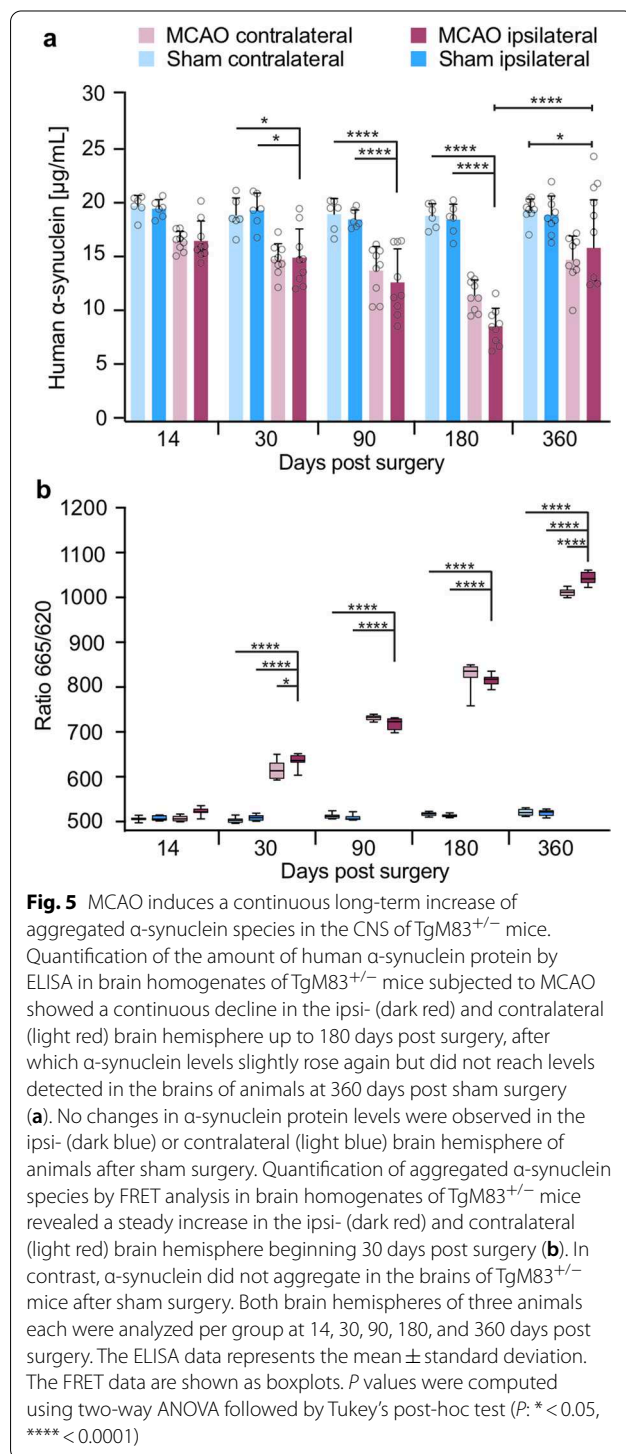 a
MCAO contralateral MCAO ipsilateral
Sham contralateral Sham ipsilateral
Human α-synuclein [µg/mL]
30
25
20
15
10
5
0
* * **** **** **** **** **** *
14 30 90 180 360
Days post surgery
b
Ratio 665/620
1200
1100
1000
900
800
700
600
500
**** **** * **** **** **** **** **** **** ****
14 30 90 180 360
Days post surgery
Fig. 5 MCAO induces a continuous long-term increase of
aggregated α-synuclein species in the CNS of TgM83+/− mice.
Quantification of the amount of human α-synuclein protein by
ELISA in brain homogenates of TgM83+/− mice subjected to MCAO
showed a continuous decline in the ipsi- (dark red) and contralateral
(light red) brain hemisphere up to 180 days post surgery, after
which α-synuclein levels slightly rose again but did not reach levels
detected in the brains of animals at 360 days post sham surgery
(a). No changes in α-synuclein protein levels were observed in the
ipsi- (dark blue) or contralateral (light blue) brain hemisphere of
animals after sham surgery. Quantification of aggregated α-synuclein
species by FRET analysis in brain homogenates of TgM83+/− mice
revealed a steady increase in the ipsi- (dark red) and contralateral
(light red) brain hemisphere beginning 30 days post surgery (b). In
contrast, α-synuclein did not aggregate in the brains of TgM83+/−
mice after sham surgery. Both brain hemispheres of three animals
each were analyzed per group at 14, 30, 90, 180, and 360 days post
surgery. The ELISA data represents the mean ± standard deviation.
The FRET data are shown as boxplots. P values were computed
using two-way ANOVA followed by Tukey's post-hoc test (P: * < 0.05,
**** < 0.0001)